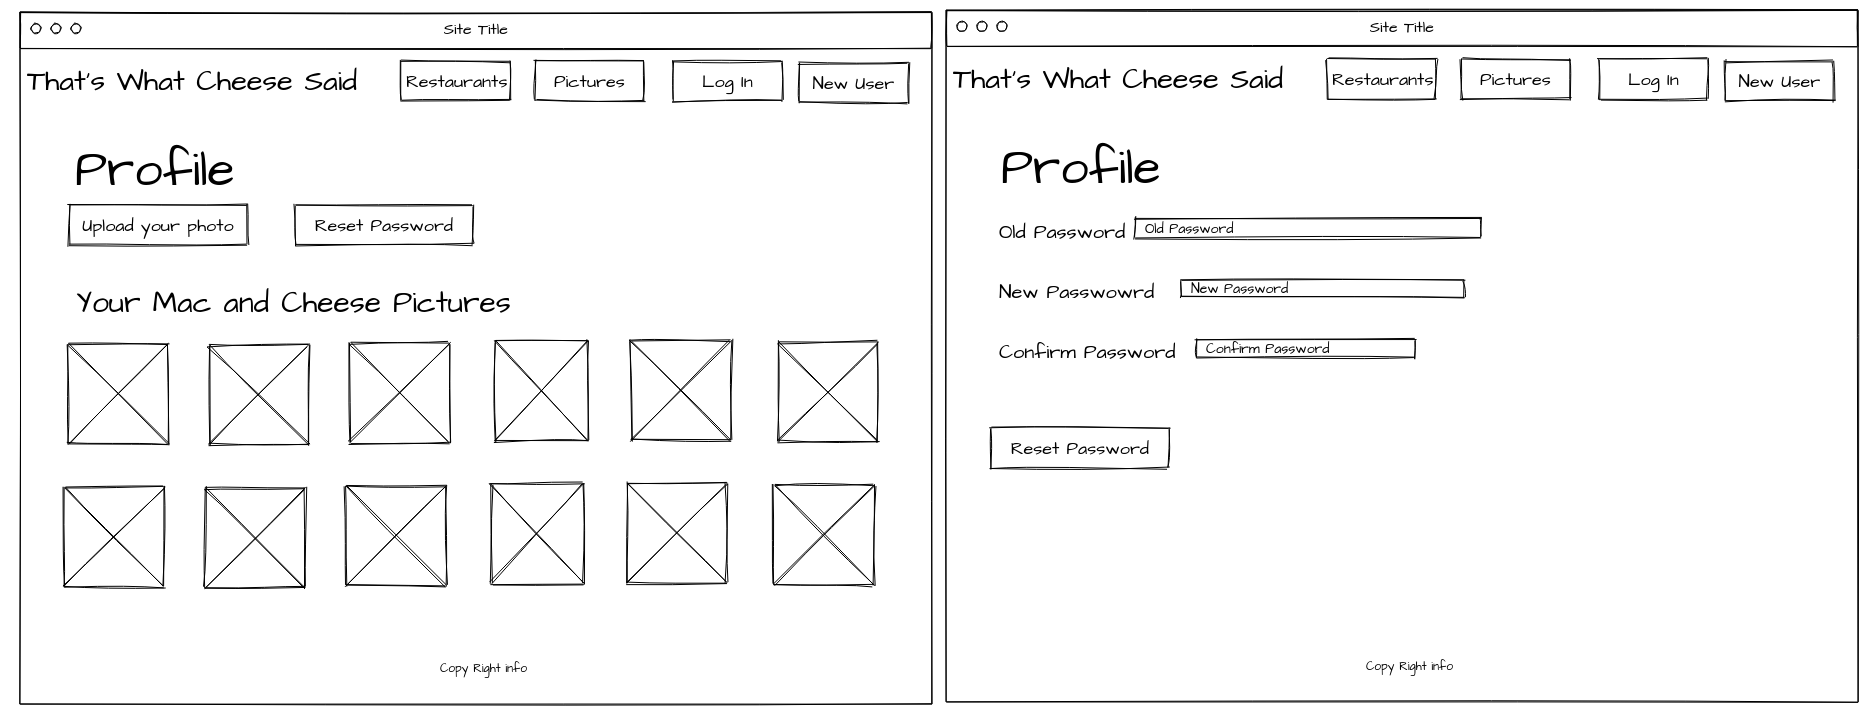 Site Title
That's What Cheese Said
Restaurants
Pictures
Log In
New User
Profile
Upload your photo
Reset Password
Your Mac and Cheese Pictures
Copy Right info
Site Title
That's What Cheese Said
Restaurants
Pictures
Log In
New User
Profile
Old Password
Old Password
New Passwowrd
New Password
Confirm Password
Confirm Password
Reset Password
Copy Right info